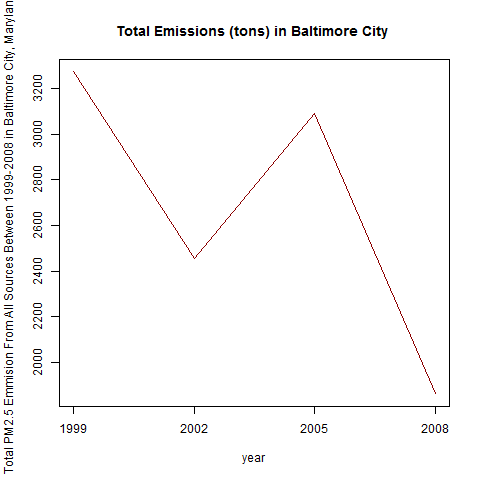 Total Emissions (tons) in Baltimore City
Total PM2.5 Emmision From All Sources Between 1999-2008 in Baltimore City, Marylan
3200
3000
2800
2600
2400
2200
2000
1999 2002 2005 2008
year